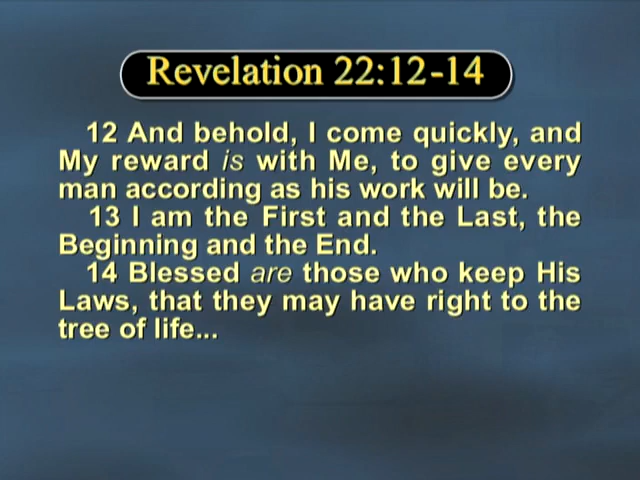 Revelation 22:12-14
12 And behold, I come quickly, and
My reward is with Me, to give every
man according as his work will be.
13 I am the First and the Last, the
Beginning and the End.
14 Blessed are those who keep His
Laws, that they may have right to the
tree of life...